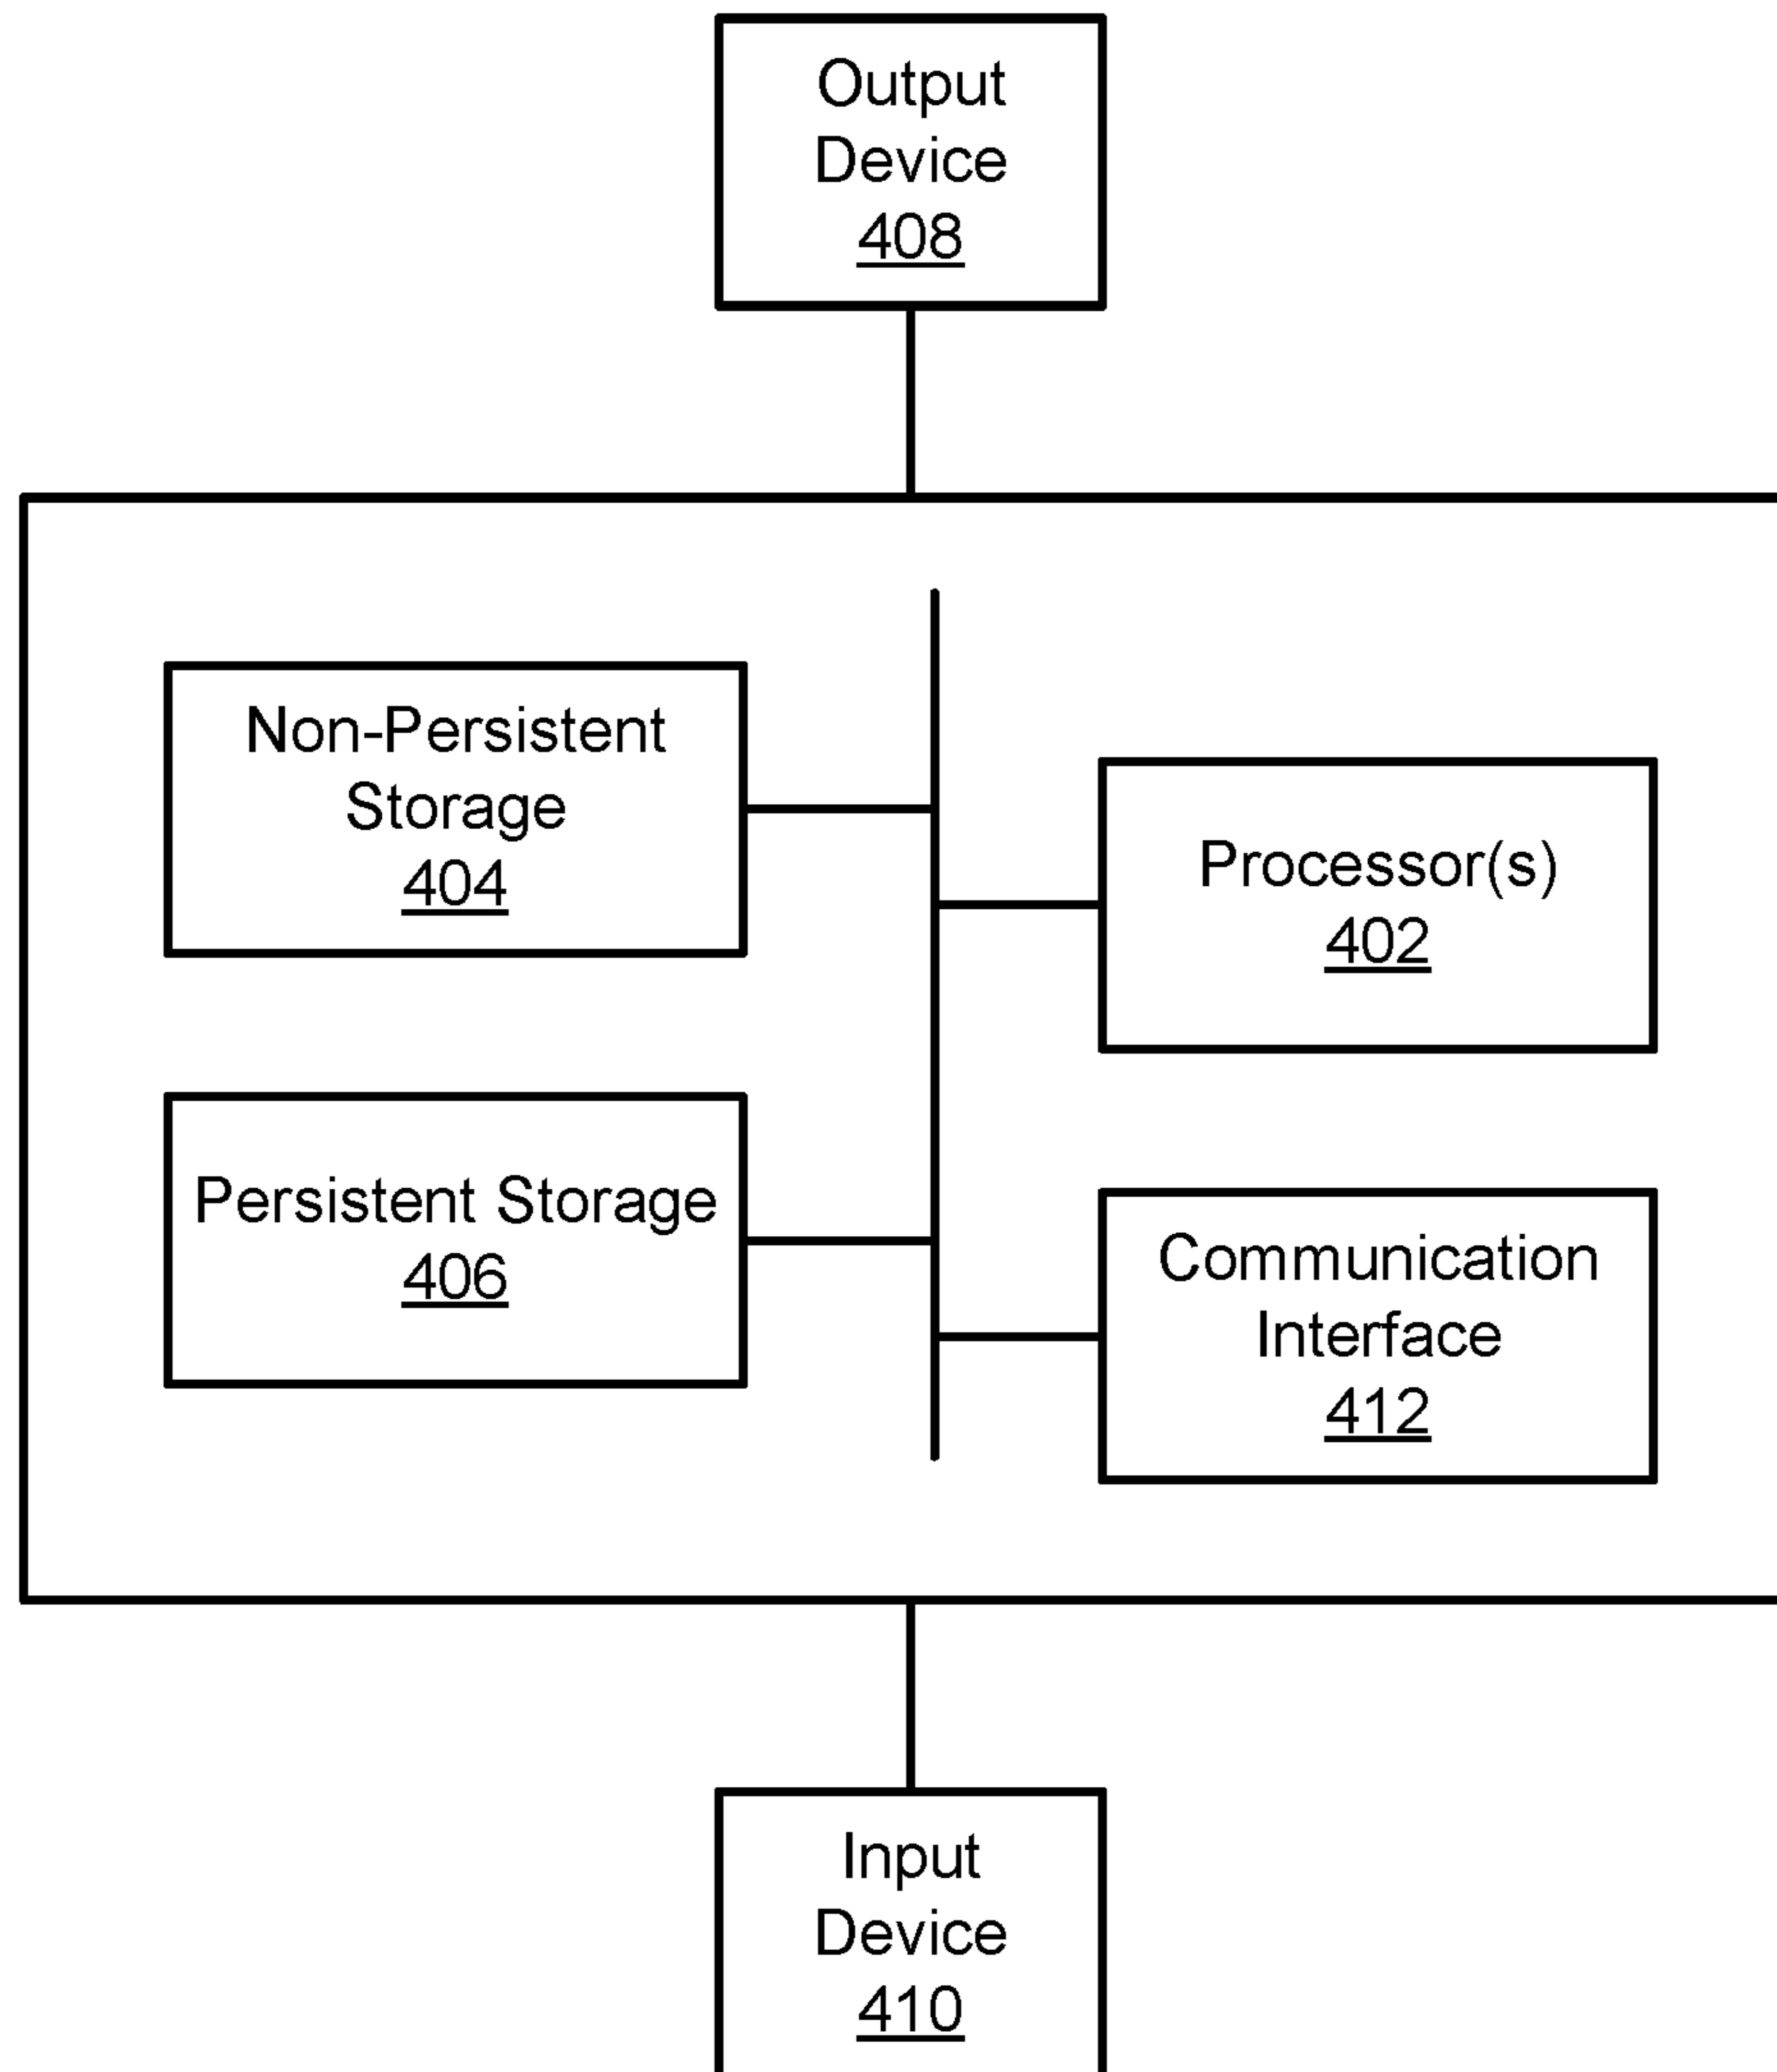 Output
Device
408
Non-Persistent
Storage
404
Processor(s)
402
Persistent Storage
406
Communication
Interface
412
Input
Device
410